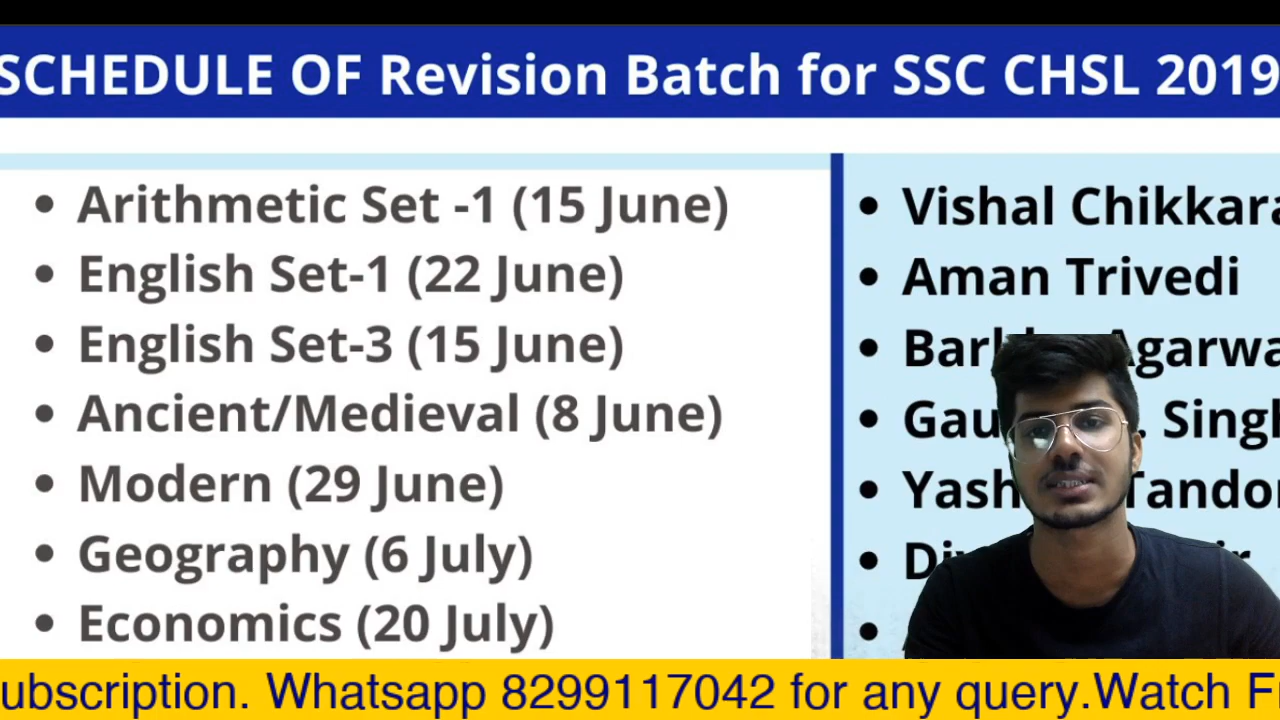 SCHEDULE OF Revision Batch for SSC CHSL 2019
• Arithmetic Set -1 (15 June)
• English Set-1 (22 June)
• English Set-3 (15 June)
• Ancient/Medieval (8 June)
• Modern (29 June)
• Geography (6 July)
• Economics (20 July)
• Vishal Chikkara
• Aman Trivedi
• Agarwa
• Singh
• Yash Tandon
ubscription. Whatsapp 8299117042 for any query.Watch